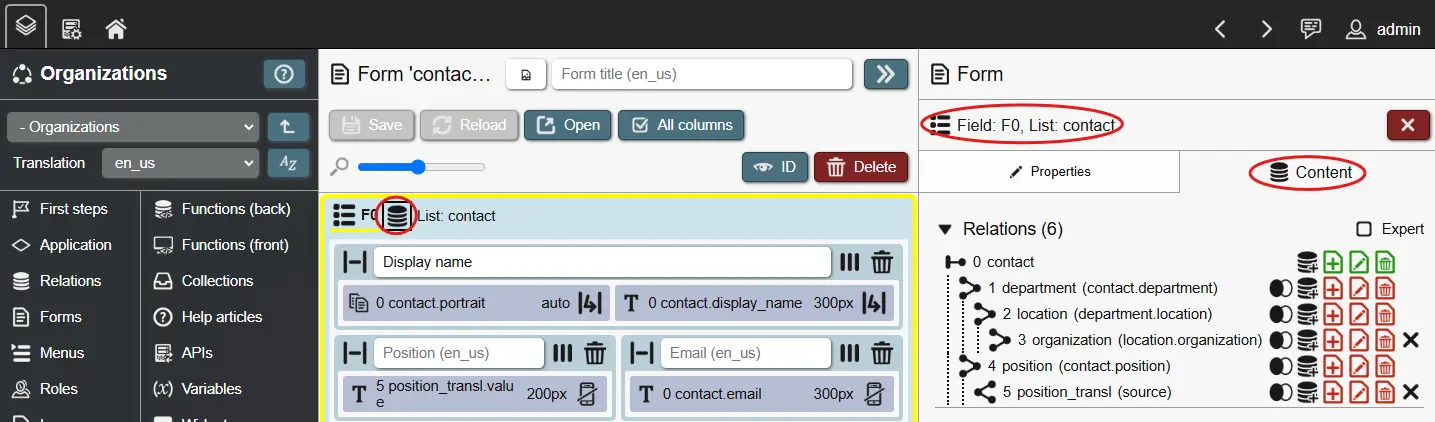 admin
Organizations
- Organizations
Translation en_us
First steps
Functions (back)
Application
Functions (front)
Relations
Collections
Forms
Help articles
Menus
APIs
Roles
Variables
Form 'contac...
Form title (en_us)
Save Reload Open All columns
ID Delete
F0 List: contact
Display name
0 contact.portrait auto
0 contact.display_name 300px
Position (en_us)
Email (en_us)
5 position_transl.valu
e
200px
0 contact.email 300px
Form
Field: F0, List: contact
Properties Content
Relations (6) Expert
0 contact
1 department (contact.department)
2 location (department.location)
3 organization (location.organization)
4 position (contact.position)
5 position_transl (source)